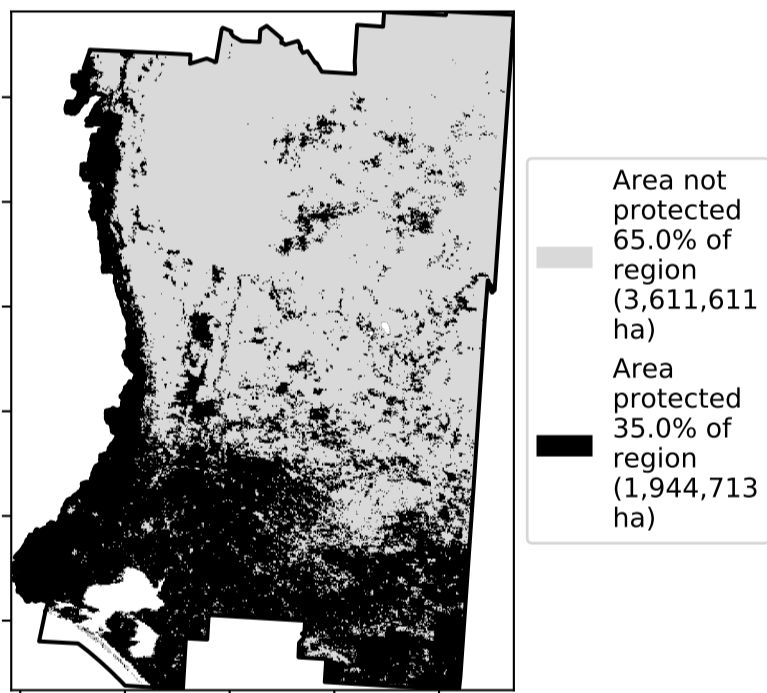 Area not
protected
65.0% of
region
(3,611,611
ha)
Area
protected
35.0% of
region
(1,944,713
ha)